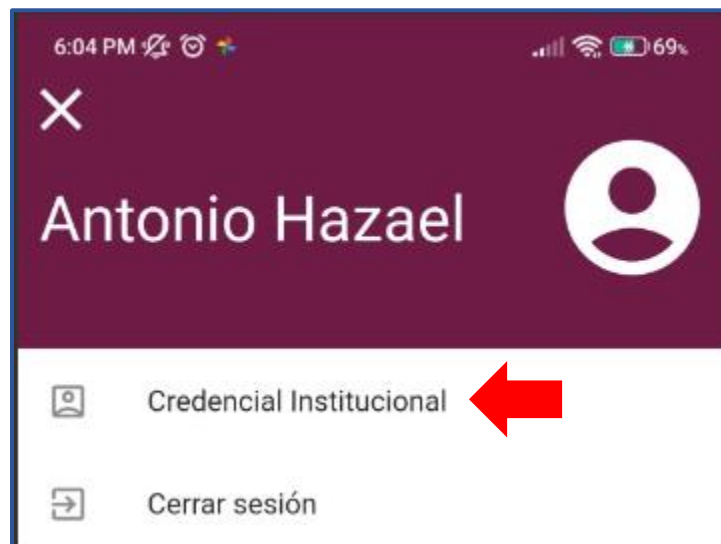 6:04 PM 69%
Antonio Hazael
Credencial Institucional
Cerrar sesión